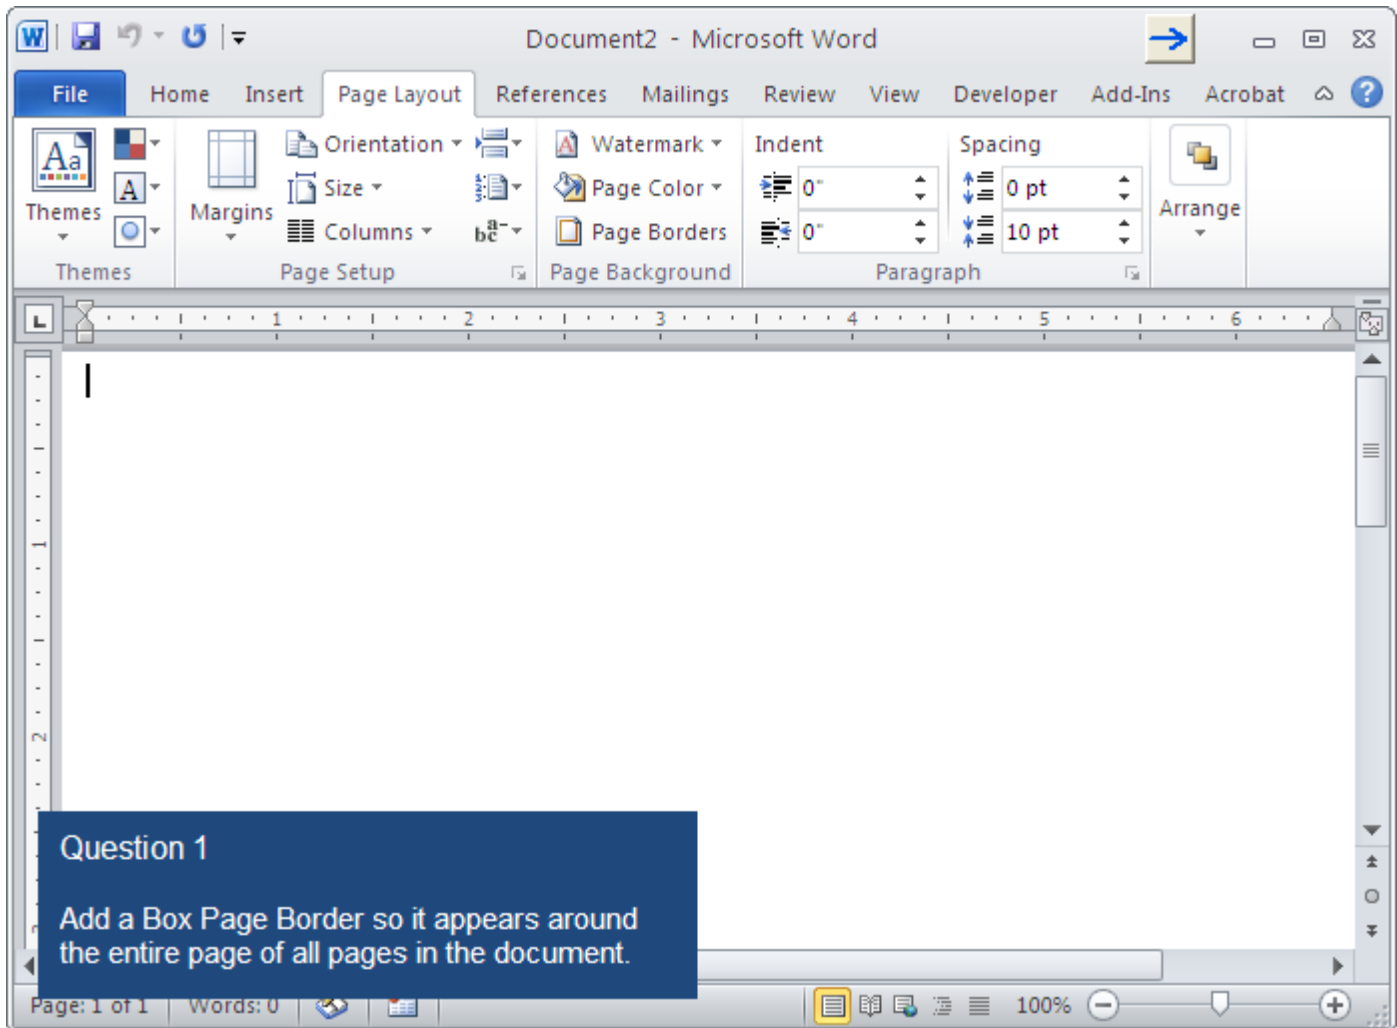 Document2 - Microsoft Word
File Home Insert Page Layout References Mailings Review View Developer Add-Ins Acrobat
Orientation Watermark Indent Spacing
Size Page Color 0" 0 pt
Themes Margins Arrange
Columns Page Borders 0" 10 pt
Themes Page Setup Page Background Paragraph
1 2 3 4 5 6
1
2
Question 1
Add a Box Page Border so it appears around
the entire page of all pages in the document.
Page: 1 of 1 Words: 0 100%